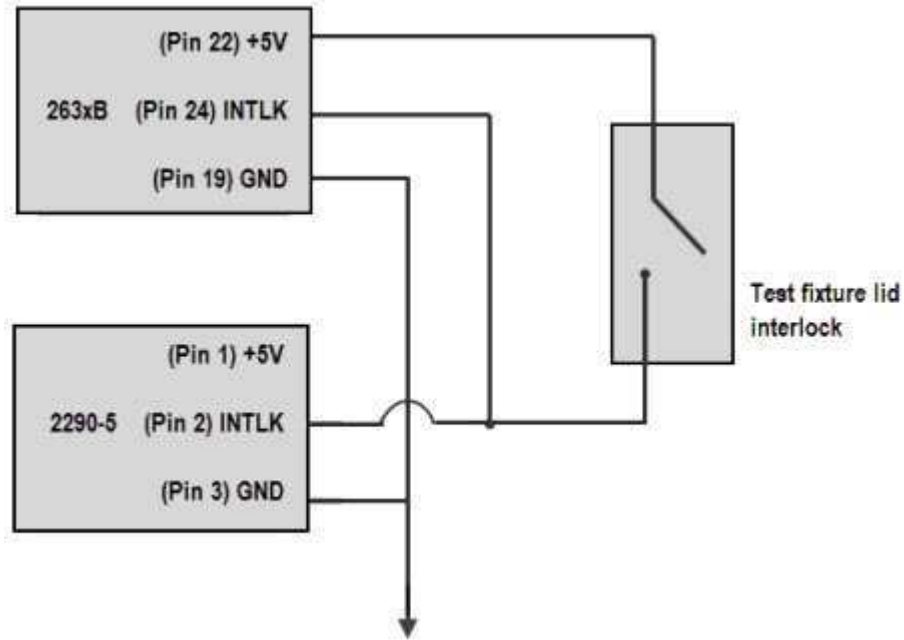 (Pin 22) +5V
263xB (Pin 24) INTLK
(Pin 19) GND
(Pin 1) +5V
2290-5 (Pin 2) INTLK
(Pin 3) GND
Test fixture lid
interlock